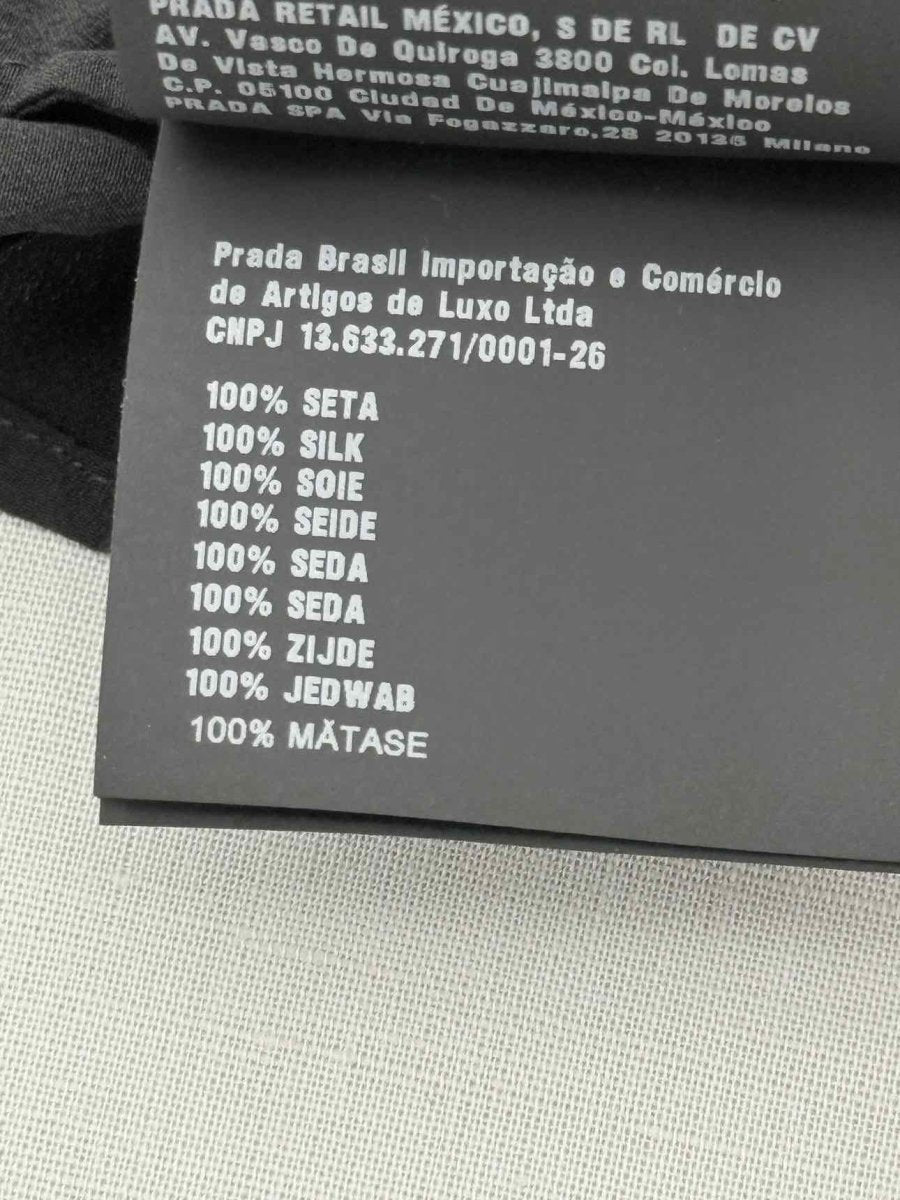 PRADA RETAIL MÉXICO, S DE RL DE CV
AV. Vasco De Quiroga 3800 Col. Lomas
De Vista Hermosa Cuajimalpa De Morelos
C.P. 05100 Ciudad De México-México
PRADA SPA Via Fogazzaro,28 20135 Milano
Prada Brasil Importação e Comércio
de Artigos de Luxo Ltda
CNPJ 13.633.271/0001-26
100% SETA
100% SILK
100% SOIE
100% SEIDE
100% SEDA
100% SEDA
100% ZIJDE
100% JEDWAB
100% MĂTASE